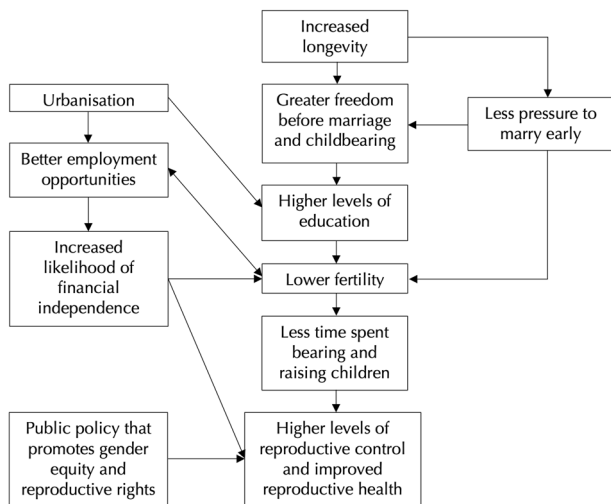 Increased
longevity
Urbanisation
Greater freedom
before marriage
and childbearing
Less pressure to
marry early
Better employment
opportunities
Higher levels of
education
Increased
likelihood of
financial
independence
Lower fertility
Less time spent
bearing and
raising children
Public policy that
promotes gender
equity and
reproductive rights
Higher levels of
reproductive control
and improved
reproductive health